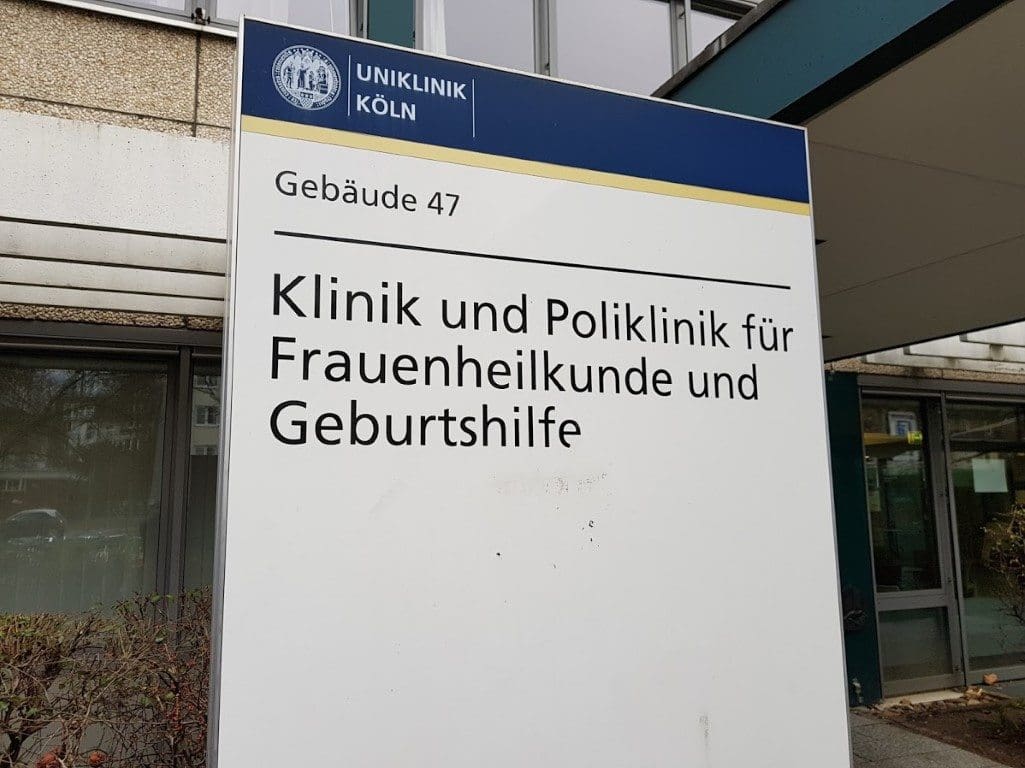 UNIKLINIK
KÖLN
Gebäude 47
Klinik und Poliklinik für
Frauenheilkunde und
Geburtshilfe